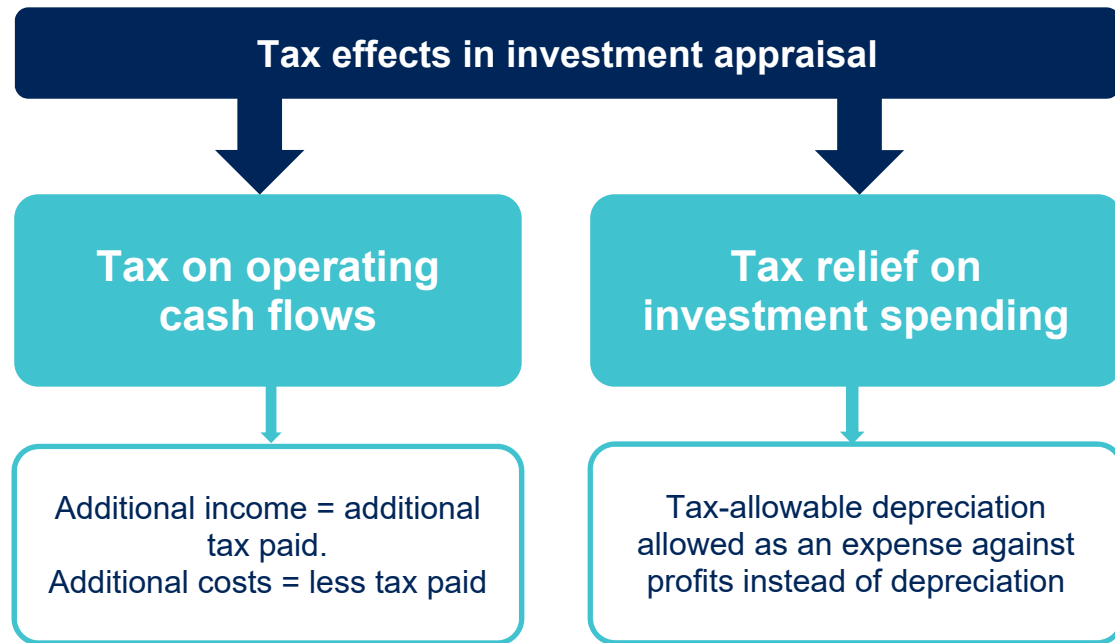 Tax effects in investment appraisal
Tax on operating
cash flows
Tax relief on
investment spending
Additional income = additional
tax paid.
Additional costs = less tax paid
Tax-allowable depreciation
allowed as an expense against
profits instead of depreciation